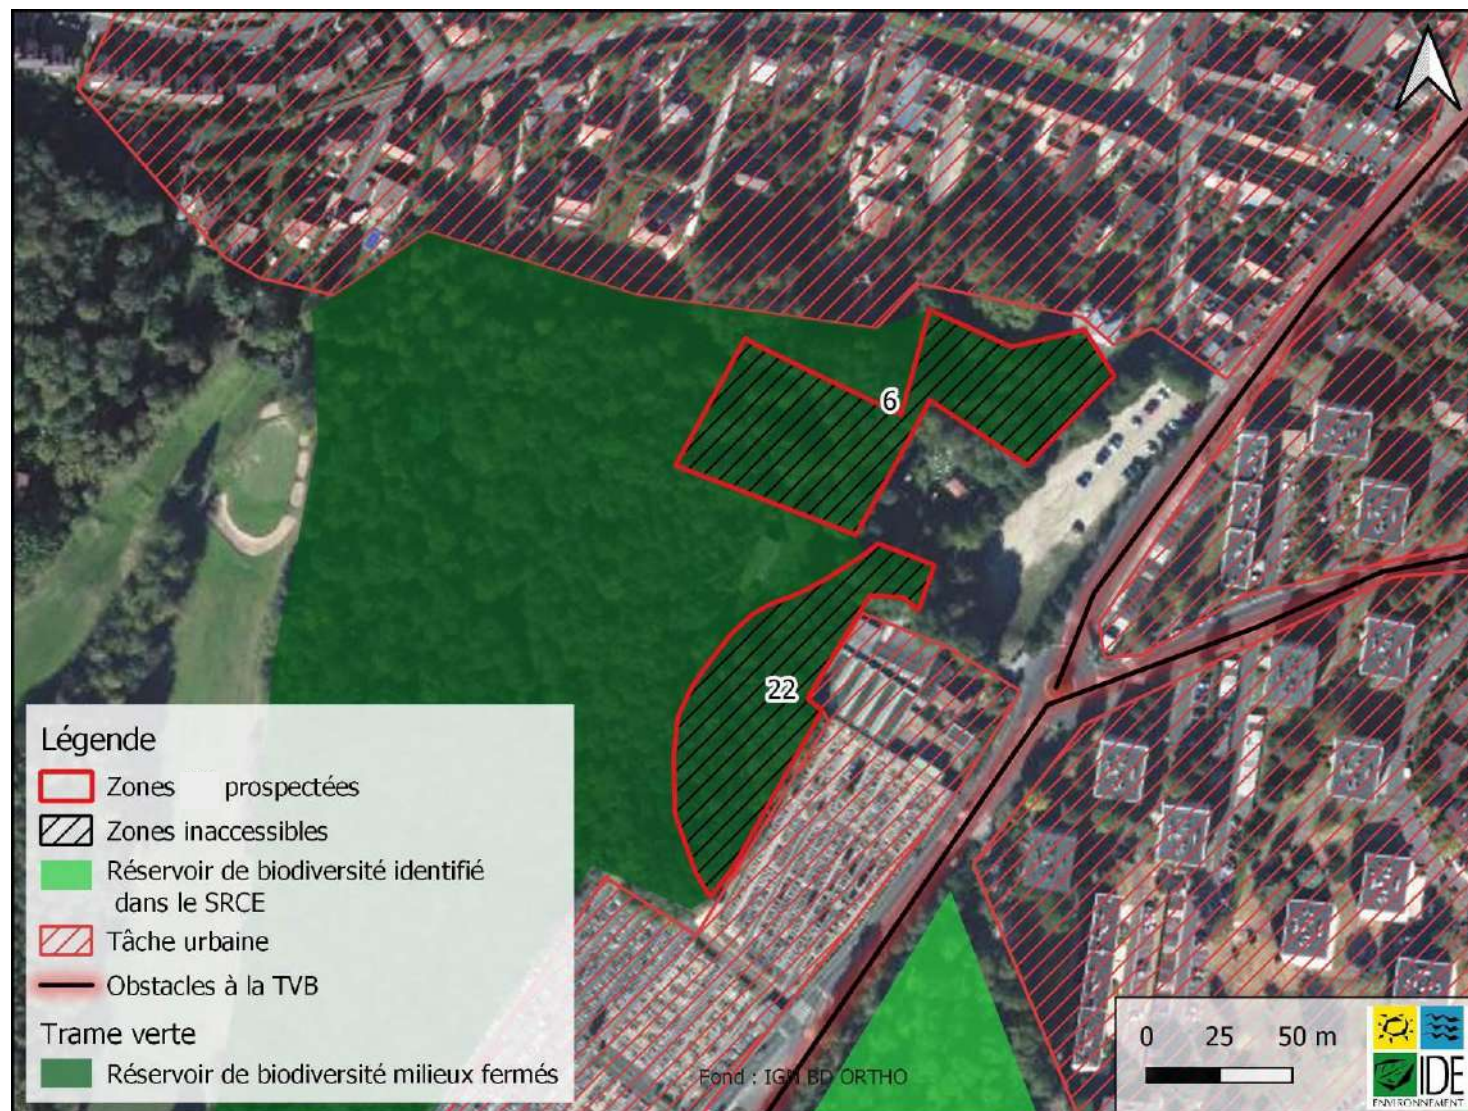 6
22
Légende
Zones prospectées
Zones inaccessibles
Réservoir de biodiversité identifié
dans le SRCE
Tâche urbaine
Obstacles à la TVB
Trame verte
Réservoir de biodiversité milieux fermés
Fond : IGN BD ORTHO
0 25 50 m
IDE
ENVIRONNEMENT